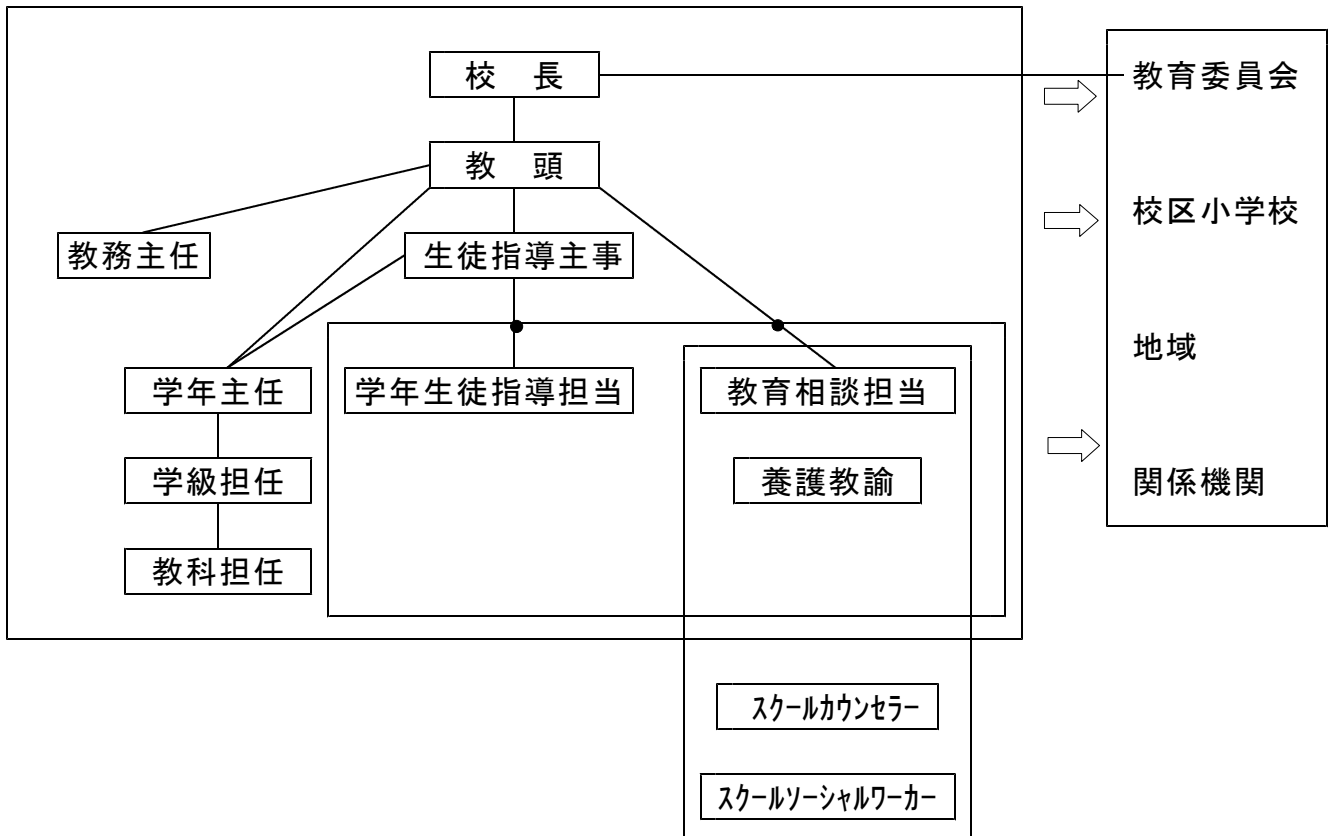 校　長
教育委員会
教　頭
校区小学校
教務主任
生徒指導主事
地域
学年主任
学年生徒指導担当
教育相談担当
学級担任
養護教諭
関係機関
教科担任
ｽｸｰﾙｶｳﾝｾﾗｰ
ｽｸｰﾙｿｰｼｬﾙﾜｰｶｰ